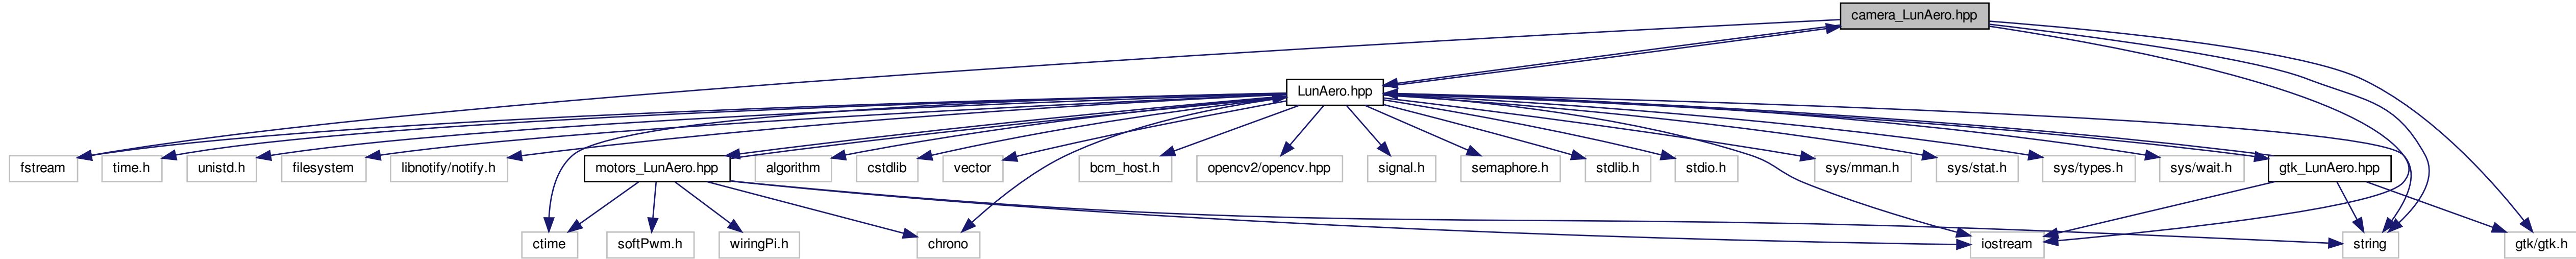 camera_LunAero.hpp
LunAero.hpp
fstream
time.h
unistd.h
filesystem
libnotify/notify.h
motors_LunAero.hpp
algorithm
cstdlib
vector
bcm_host.h
opencv2/opencv.hpp
signal.h
semaphore.h
stdlib.h
stdio.h
sys/mman.h
sys/stat.h
sys/types.h
sys/wait.h
gtk_LunAero.hpp
ctime
softPwm.h
wiringPi.h
chrono
iostream
string
gtk/gtk.h